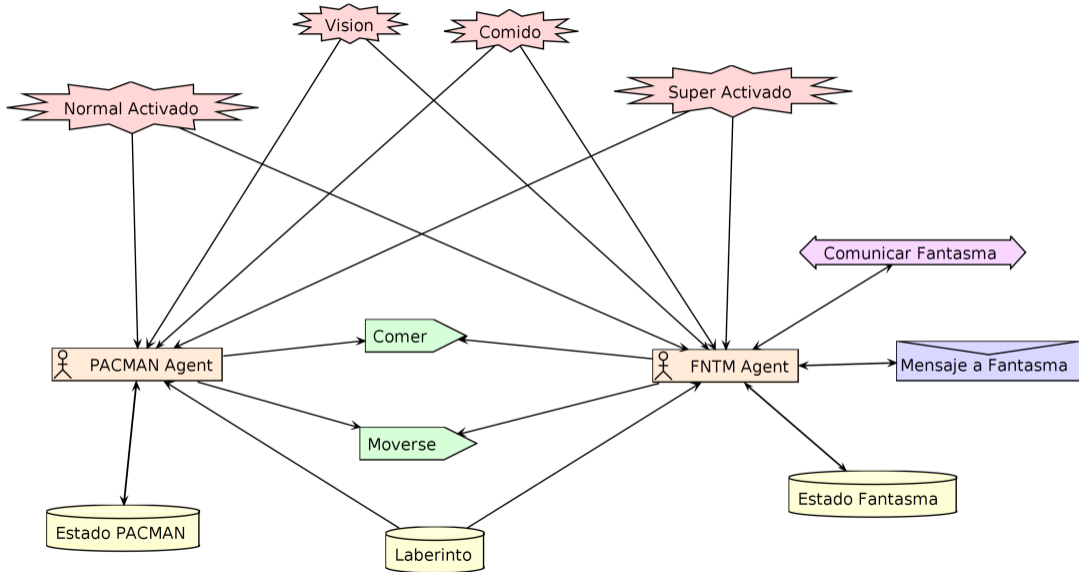 Vision
Comido
Normal Activado
Super Activado
Comunicar Fantasma
Comer
PACMAN Agent
FNTM Agent
Mensaje a Fantasma
Moverse
Estado Fantasma
Estado PACMAN
Laberinto